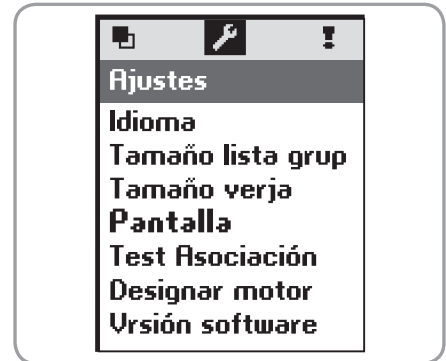 Ajustes
Idioma
Tamaño lista grup
Tamaño verja
Pantalla
Test Asociación
Designar motor
Vrsión software